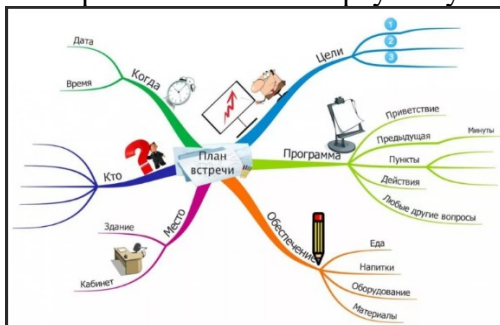 Дата
Время
Когда
Цели
1
2
3
План
встречи
Программа
Приветствие
Предыдущая
Минуты
Пункты
Действия
Любые другие вопросы
Кто
Место
Здание
Кабинет
Обеспечение
Еда
Напитки
Оборудование
Материалы